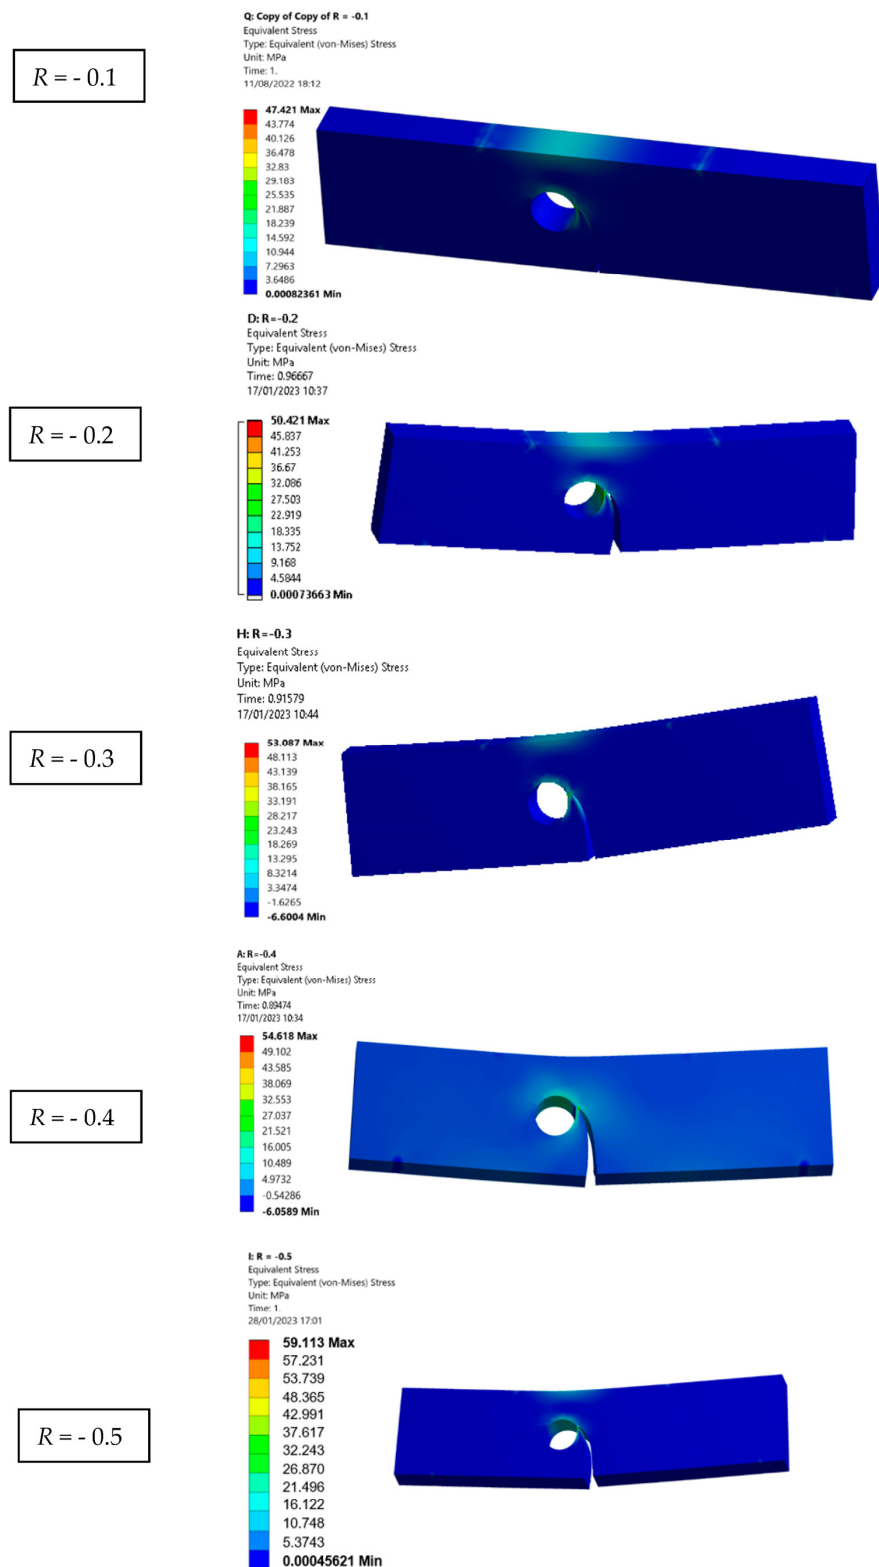 Q: Copy of Copy of R = -0.1
Equivalent Stress
Type: Equivalent (von-Mises) Stress
Unit: MPa
Time: 1.
11/08/2022 18:12
R = - 0.1
47.421 Max
43.774
40.126
36.478
32.83
29.183
25.535
21.887
18.239
14.592
10.944
7.2963
3.6486
0.00082361 Min
D: R=-0.2
Equivalent Stress
Type: Equivalent (von-Mises) Stress
Unit: MPa
Time: 0.96667
17/01/2023 10:37
R = - 0.2
50.421 Max
45.837
41.253
36.67
32.086
27.503
22.919
18.335
13.752
9.168
4.5844
0.00073663 Min
H: R=-0.3
Equivalent Stress
Type: Equivalent (von-Mises) Stress
Unit: MPa
Time: 0.91579
17/01/2023 10:44
R = - 0.3
53.087 Max
48.113
43.139
38.165
33.191
28.217
23.243
18.269
13.295
8.3214
3.3474
-1.6265
-6.6004 Min
A: R=-0.4
Equivalent Stress
Type: Equivalent (von-Mises) Stress
Unit: MPa
Time: 0.89474
17/01/2023 10:34
R = - 0.4
54.618 Max
49.102
43.585
38.069
32.553
27.037
21.521
16.005
10.489
4.9732
-0.54286
-6.0589 Min
I: R = -0.5
Equivalent Stress
Type: Equivalent (von-Mises) Stress
Unit: MPa
Time: 1.
28/01/2023 17:01
R = - 0.5
59.113 Max
57.231
53.739
48.365
42.991
37.617
32.243
26.870
21.496
16.122
10.748
5.3743
0.00045621 Min